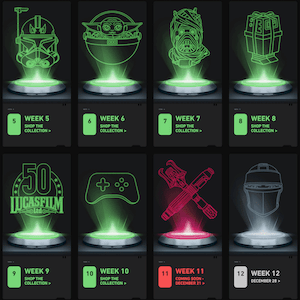 5
WEEK 5
SHOP THE
COLLECTION >
6
WEEK 6
SHOP THE
COLLECTION >
7
WEEK 7
SHOP THE
COLLECTION >
8
WEEK 8
SHOP THE
COLLECTION >
50
LUCASFILM
Ltd
9
WEEK 9
SHOP THE
COLLECTION >
10
WEEK 10
SHOP THE
COLLECTION >
11
WEEK 11
COMING SOON -
DECEMBER 21 >
12
WEEK 12
DECEMBER 28 >